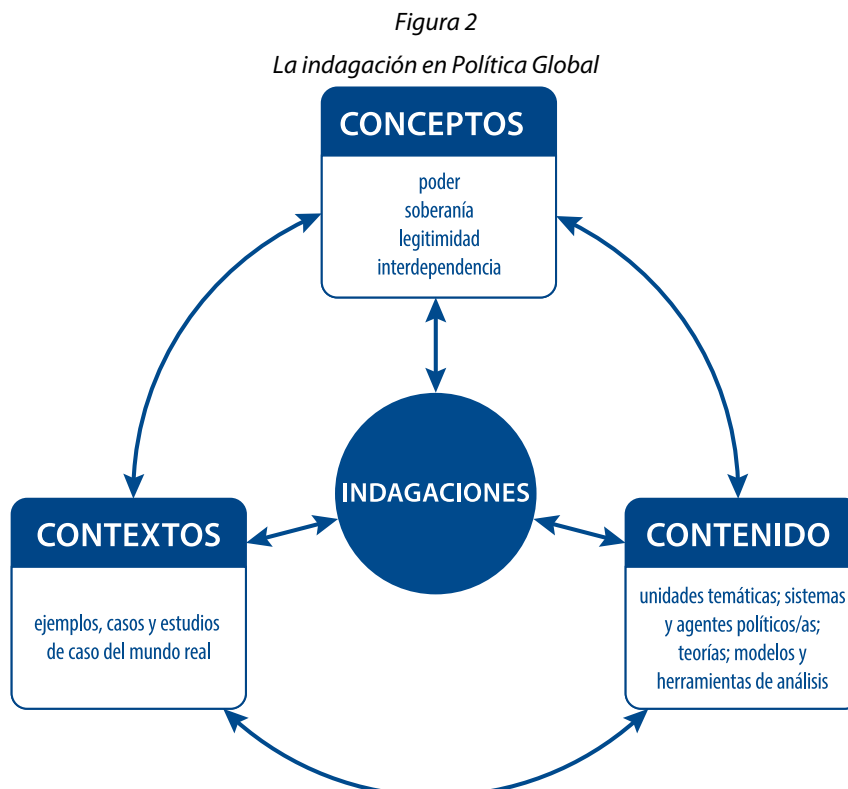 Figura 2
La indagación en Política Global
CONCEPTOS
poder
soberanía
legitimidad
interdependencia
INDAGACIONES
CONTEXTOS
ejemplos, casos y estudios
de caso del mundo real
CONTENIDO
unidades temáticas; sistemas
y agentes políticos/as;
teorías; modelos y
herramientas de análisis